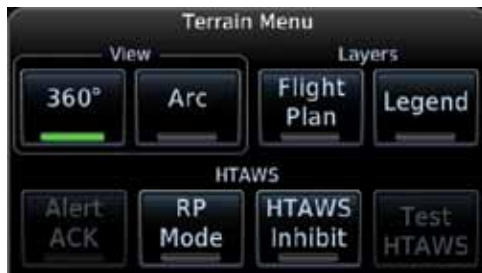 Terrain Menu
View
Layers
360°
Arc
Flight
Plan
Legend
HTAWS
Alert
ACK
RP
Mode
HTAWS
Inhibit
Test
HTAWS